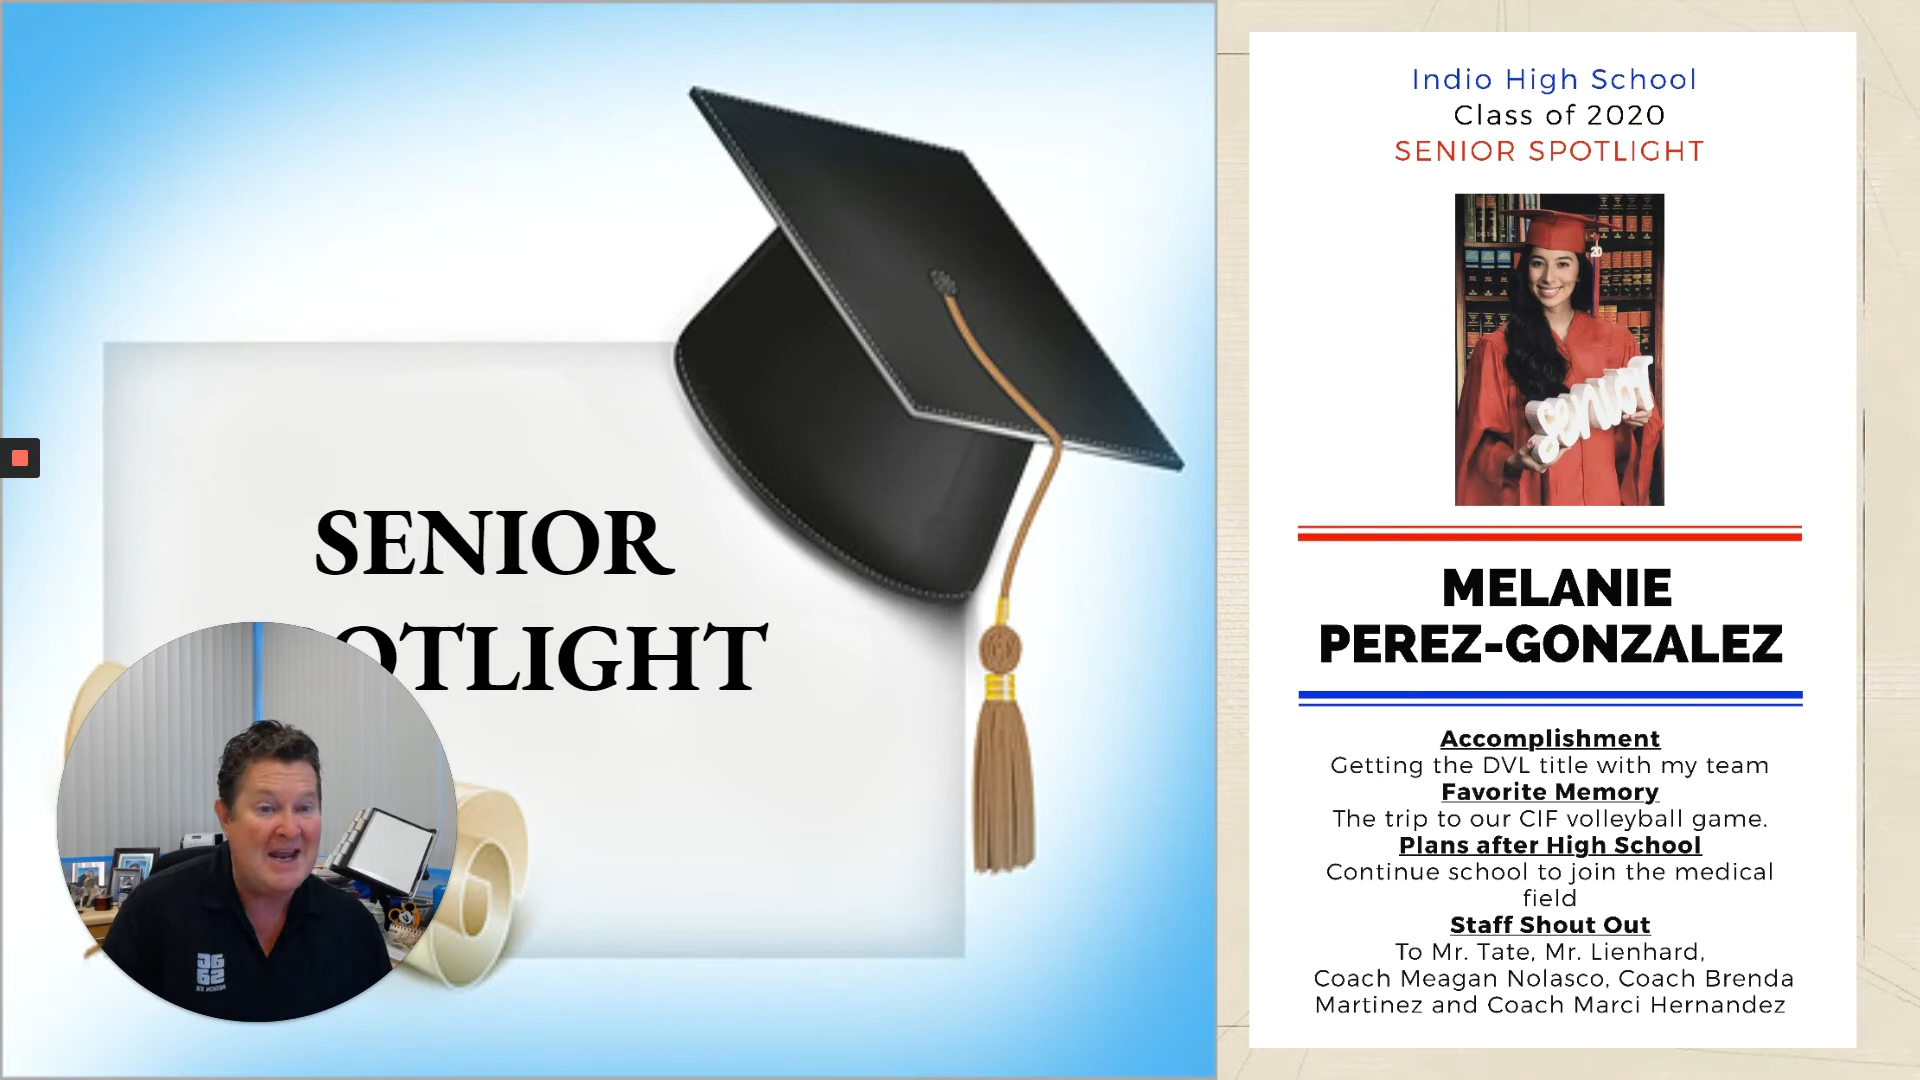 SENIOR
OTLIGHT
Indio High School
Class of 2020
SENIOR SPOTLIGHT
20
senior
MELANIE
PEREZ-GONZALEZ
Accomplishment
Getting the DVL title with my team
Favorite Memory
The trip to our CIF volleyball game.
Plans after High School
Continue school to join the medical
field
Staff Shout Out
To Mr. Tate, Mr. Lienhard,
Coach Meagan Nolasco, Coach Brenda
Martinez and Coach Marci Hernandez